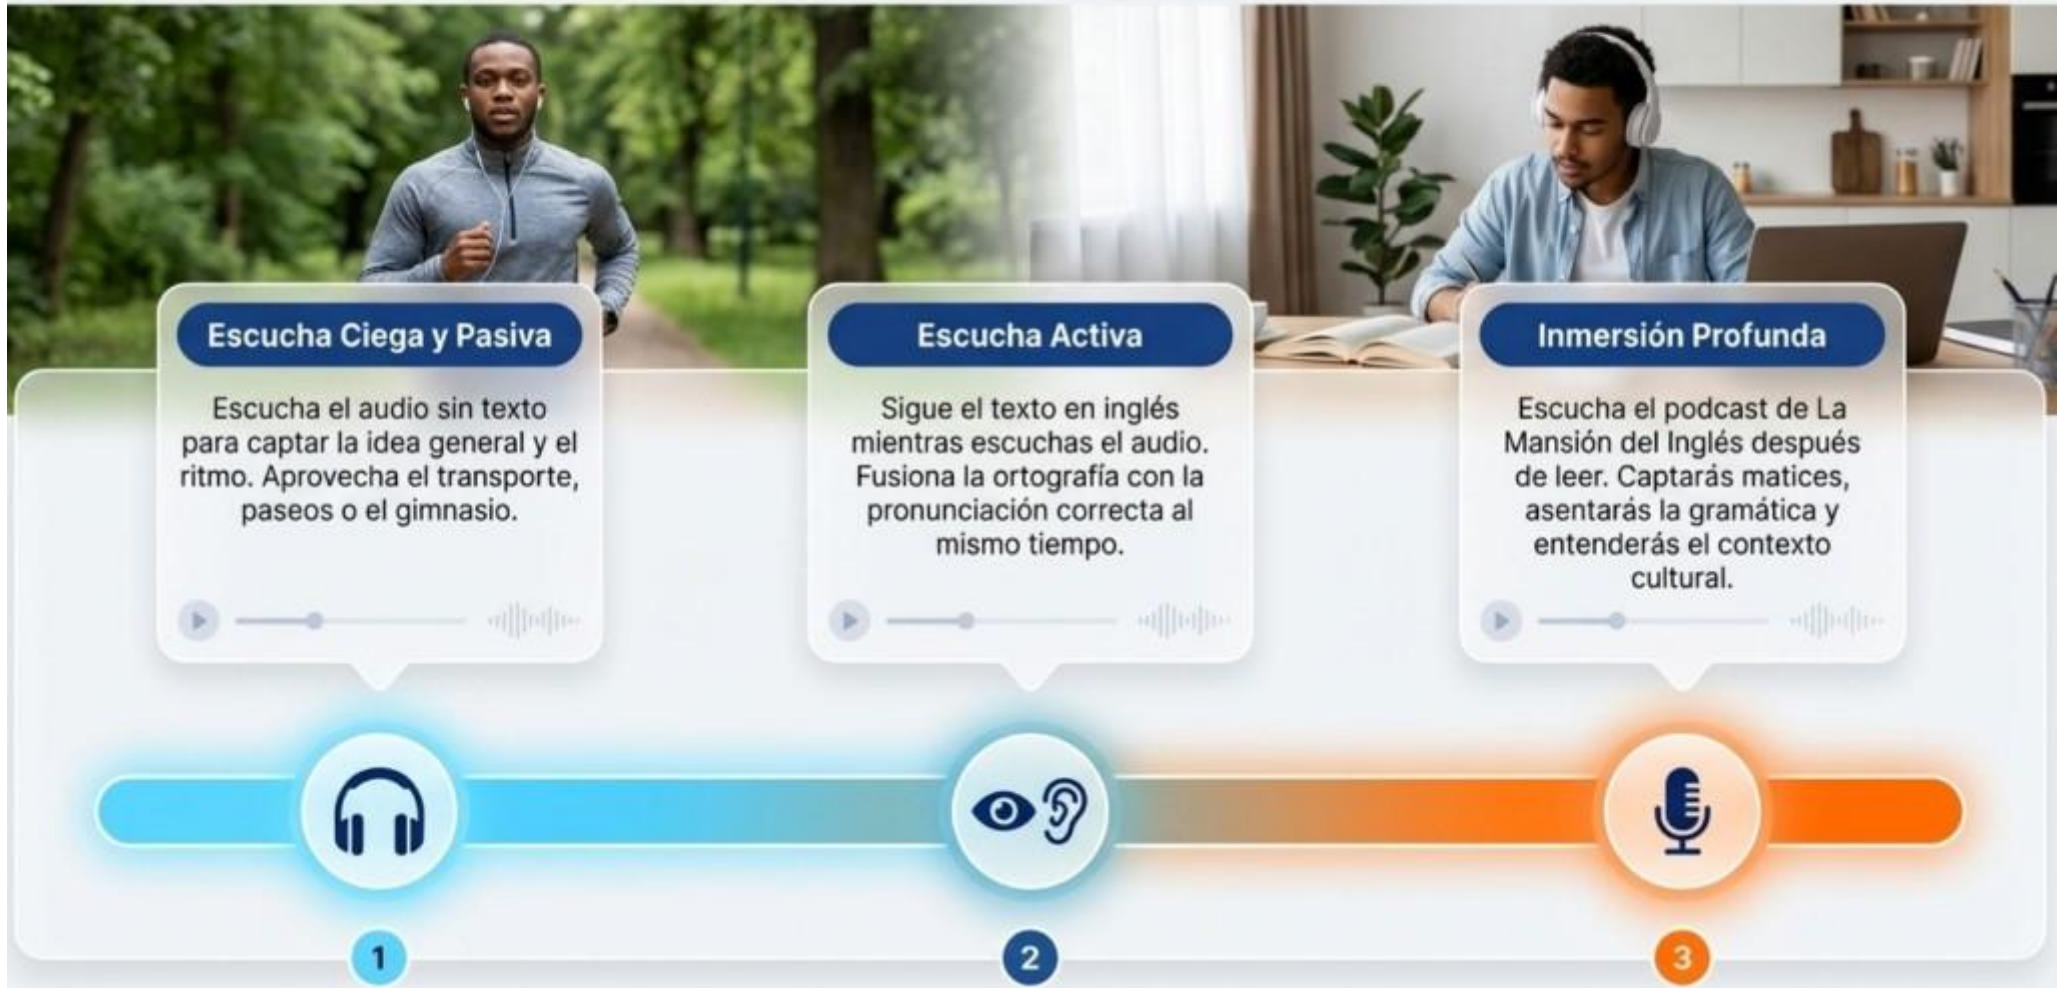 Escucha Ciega y Pasiva
Escucha el audio sin texto
para captar la idea general y el
ritmo. Aprovecha el transporte,
paseos o el gimnasio.
1
Escucha Activa
Sigue el texto en inglés
mientras escuchas el audio.
Fusiona la ortografía con la
pronunciación correcta al
mismo tiempo.
2
Inmersión Profunda
Escucha el podcast de La
Mansión del Inglés después
de leer. Captarás matices,
asentarás la gramática y
entenderás el contexto
cultural.
3